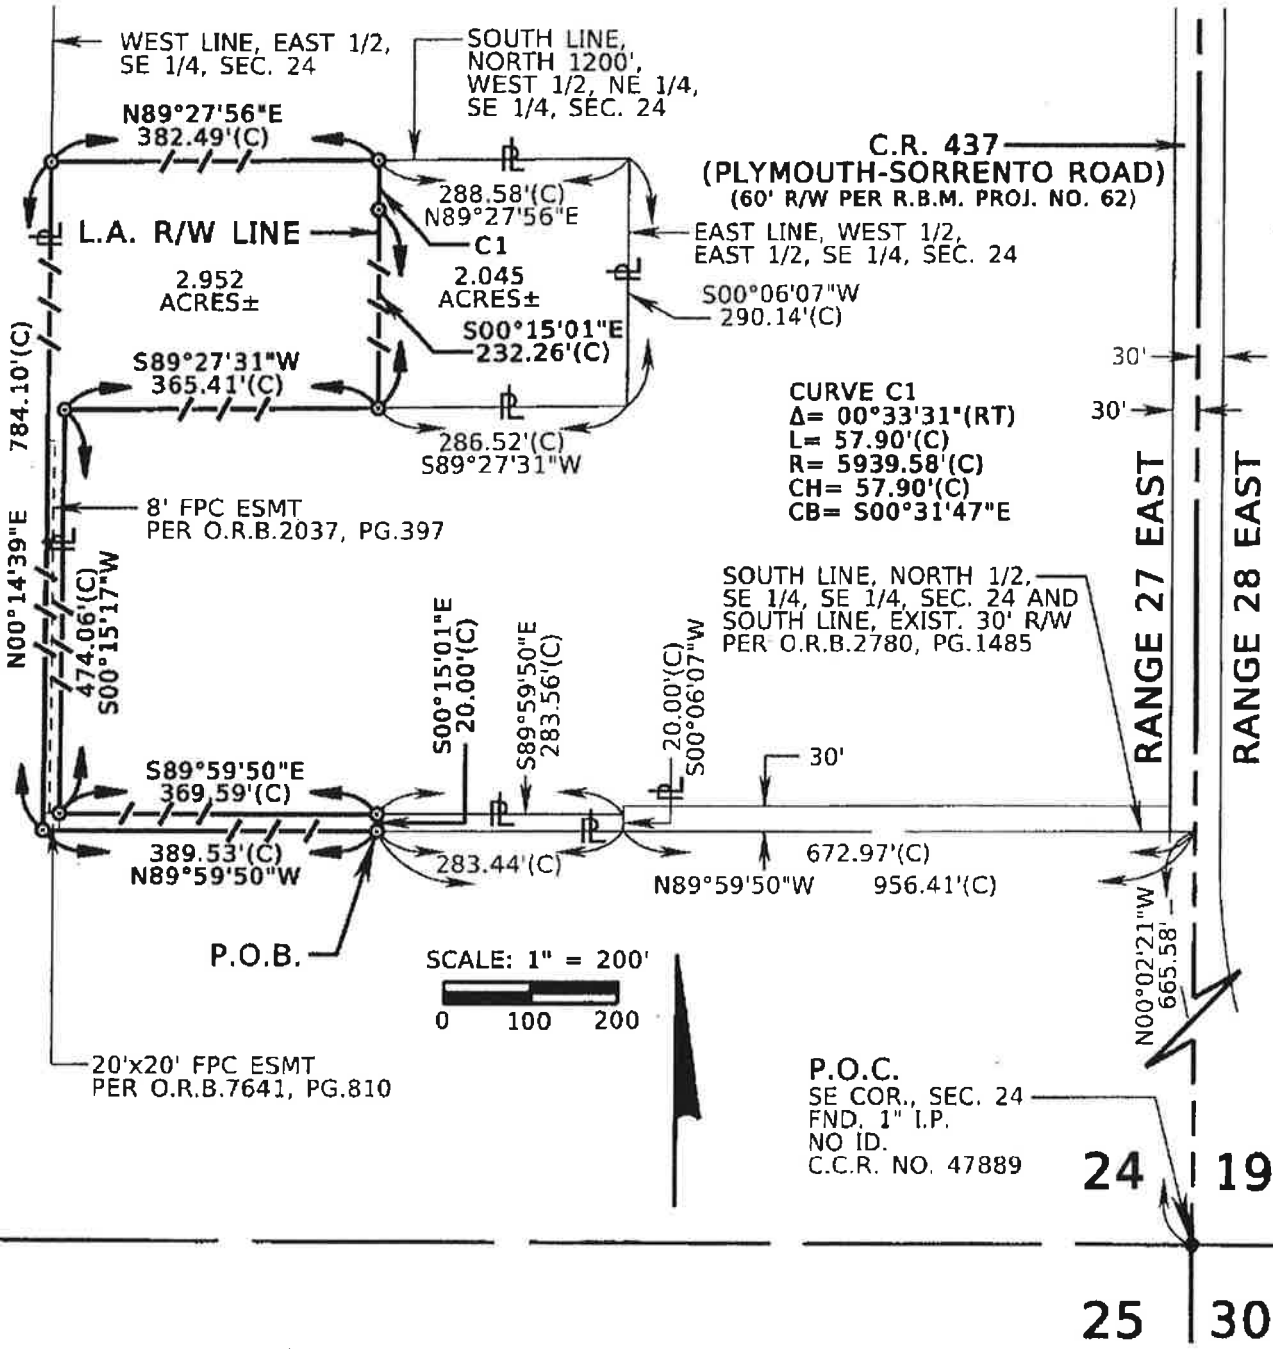 WEST LINE, EAST 1/2,
SE 1/4, SEC. 24
SOUTH LINE,
NORTH 1200',
WEST 1/2, NE 1/4,
SE 1/4, SEC. 24
N89°27'56"E
382.49'(C)
C.R. 437
(PLYMOUTH-SORRENTO ROAD)
(60' R/W PER R.B.M. PROJ. NO. 62)
288.58'(C)
N89°27'56"E
L.A. R/W LINE
C1
EAST LINE, WEST 1/2,
EAST 1/2, SE 1/4, SEC. 24
2.952
ACRES±
2.045
ACRES±
S00°06'07"W
290.14'(C)
S00°15'01"E
232.26'(C)
S89°27'31"W
365.41'(C)
30'
30'
784.10'(C)
N00°14'39"E
CURVE C1
Δ= 00°33'31"(RT)
L= 57.90'(C)
R= 5939.58'(C)
CH= 57.90'(C)
CB= S00°31'47"E
286.52'(C)
S89°27'31"W
8' FPC ESMT
PER O.R.B.2037, PG.397
RANGE 27 EAST
RANGE 28 EAST
474.06'(C)
S00°15'17"W
SOUTH LINE, NORTH 1/2,
SE 1/4, SE 1/4, SEC. 24 AND
SOUTH LINE, EXIST. 30' R/W
PER O.R.B.2780, PG.1485
S00°15'01"E
20.00'(C)
S89°59'50"E
283.56'(C)
20.00'(C)
S00°06'07"W
30'
S89°59'50"E
369.59'(C)
389.53'(C)
N89°59'50"W
283.44'(C)
672.97'(C)
N89°59'50"W 956.41'(C)
N00°02'21"W
665.58'
P.O.B.
SCALE: 1" = 200'
0 100 200
20'x20' FPC ESMT
PER O.R.B.7641, PG.810
P.O.C.
SE COR., SEC. 24
FND. 1" I.P.
NO ID.
C.C.R. NO. 47889
24 19
25 30